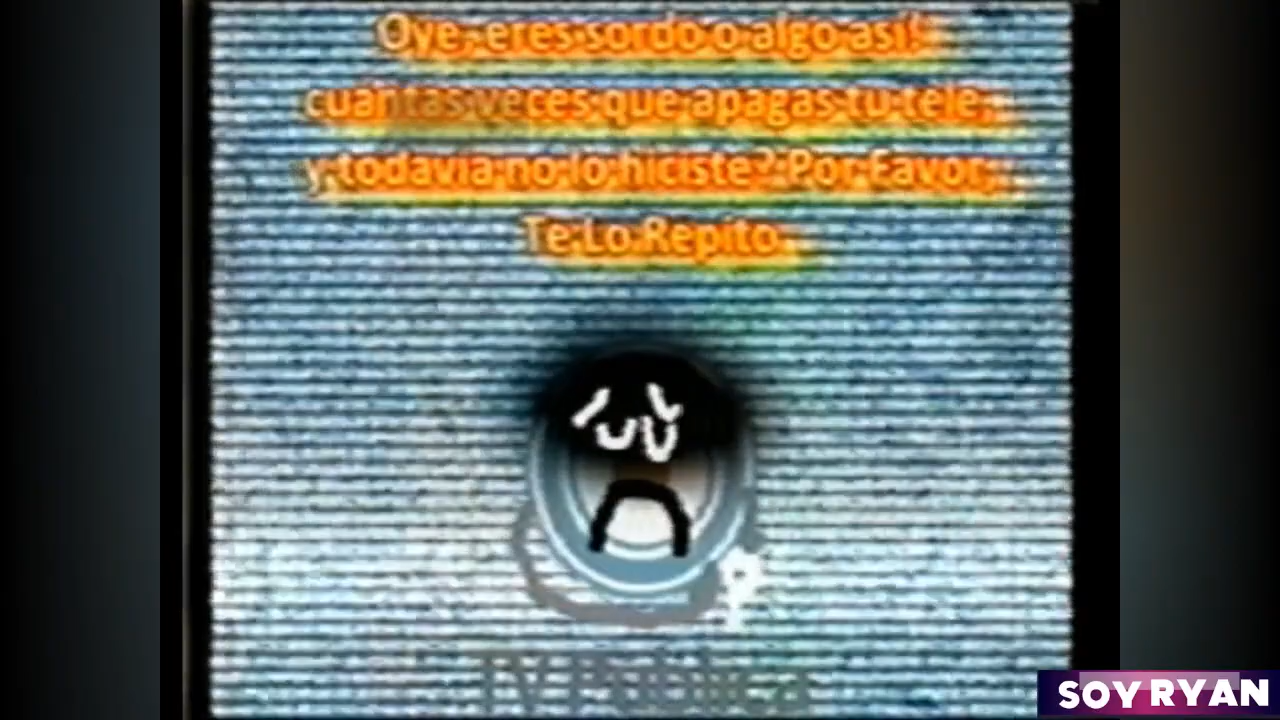 Oye, eres sordo o algo así!
cuantas veces que apagas tu tele,
y todavia no lo hiciste? Por Favor,
Te Lo Repito.
SOY RYAN